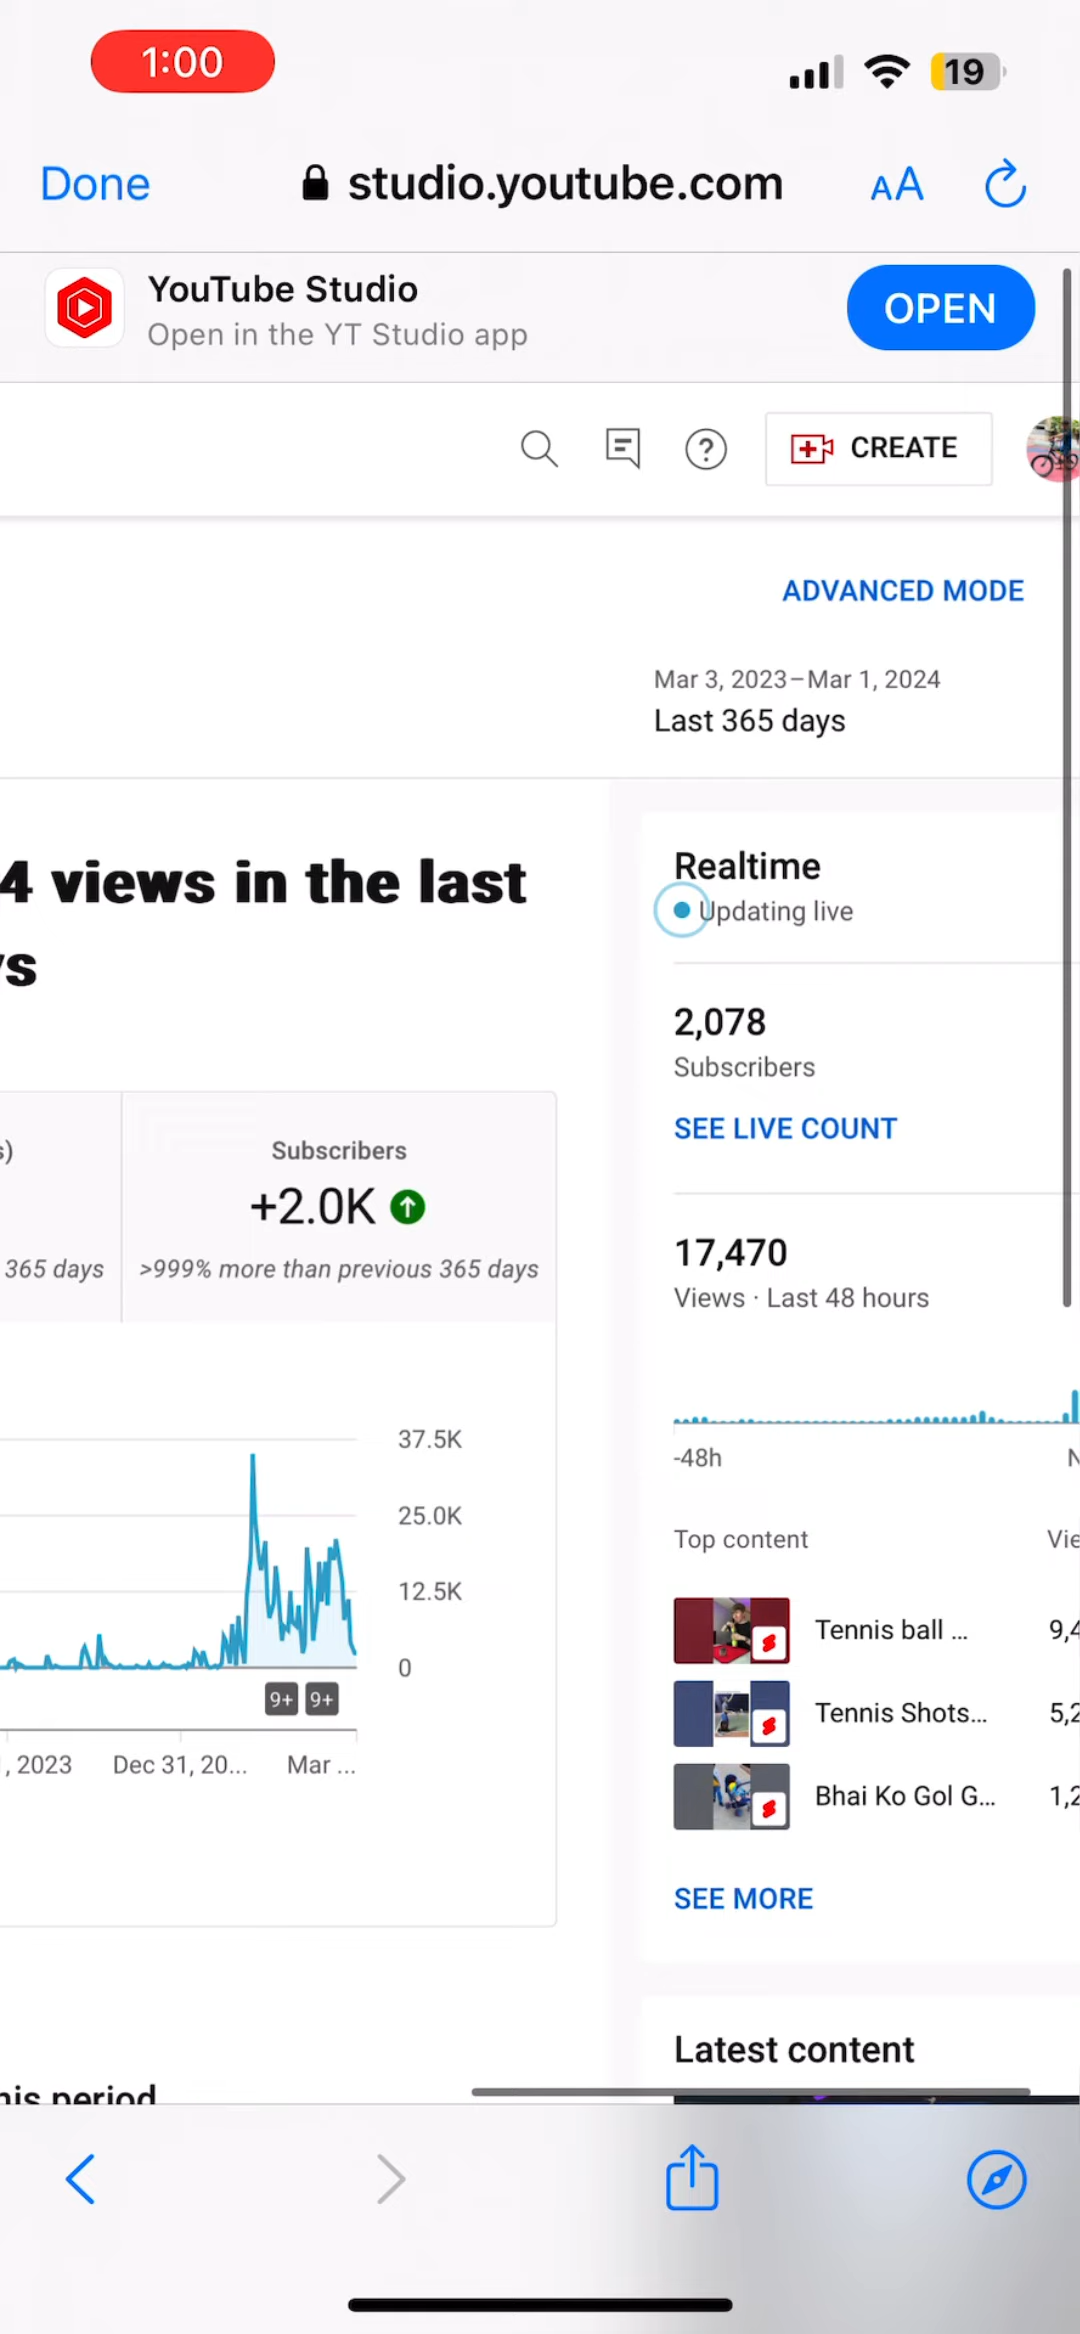 1:00
19
Done
studio.youtube.com
AA
YouTube Studio
Open in the YT Studio app
OPEN
?
CREATE
ADVANCED MODE
Mar 3, 2023–Mar 1, 2024
Last 365 days
4 views in the last
Realtime
Updating live
2,078
Subscribers
SEE LIVE COUNT
Subscribers
+2.0K
365 days
>999% more than previous 365 days
17,470
Views · Last 48 hours
37.5K
25.0K
12.5K
0
9+ 9+
, 2023
Dec 31, 20...
Mar ...
-48h
Top content
Tennis ball ...
Tennis Shots...
Bhai Ko Gol G...
SEE MORE
Latest content
period